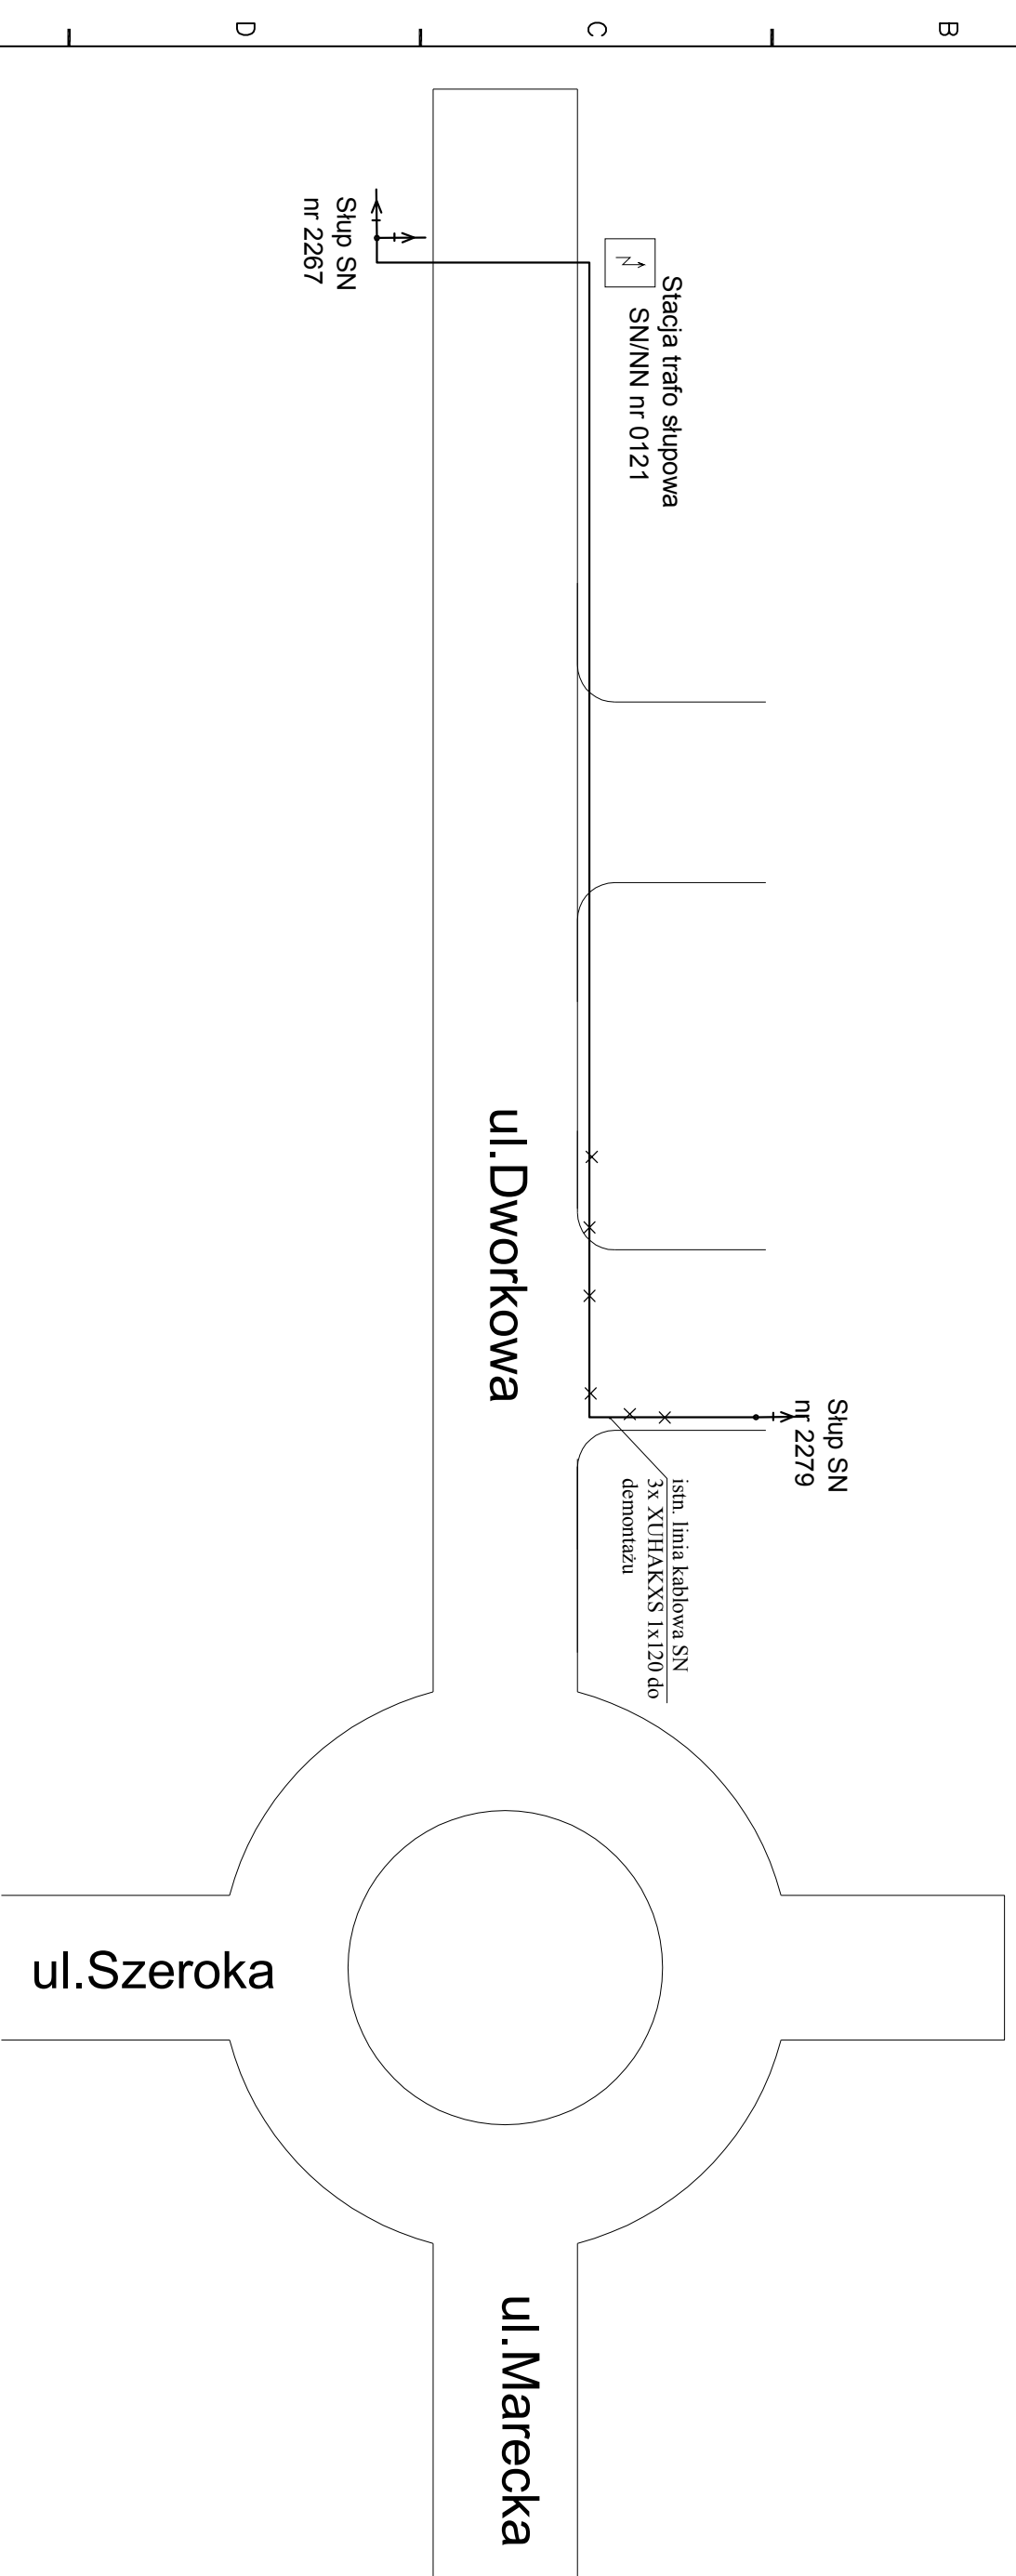 D
C
B
Słup SN
nr 2267
Stacja trafo słupowa
SN/NN nr 0121
ul.Dworkowa
Słup SN
nr 2279
istn. linia kablowa SN
3x XUHAKXS 1x120 do
demontażu
ul.Szeroka
ul.Marecka